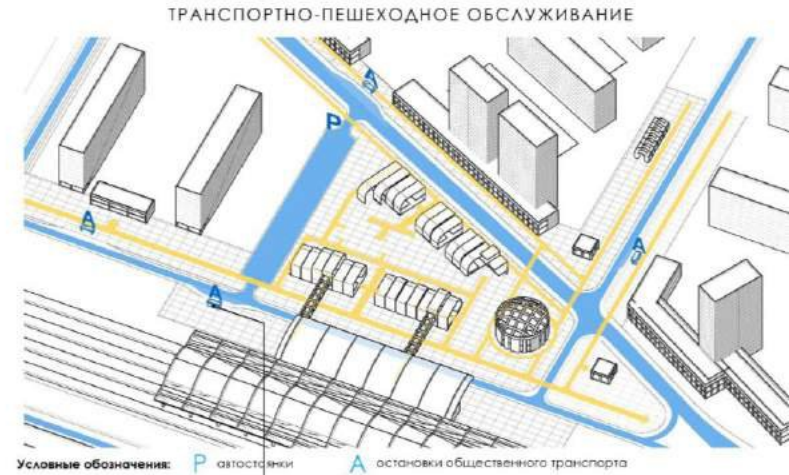 ТРАНСПОРТНО-ПЕШЕХОДНОЕ ОБСЛУЖИВАНИЕ
А
Р
А
А
А
Условные обозначения: Р автостоянки А остановки общественного транспорта